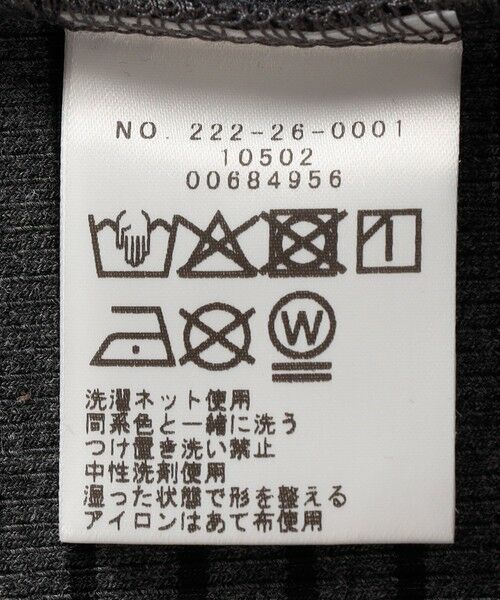 NO. 222-26-0001
10502
00684956
W
洗濯ネット使用
同系色と一緒に洗う
つけ置き洗い禁止
中性洗剤使用
湿った状態で形を整える
アイロンはあて布使用